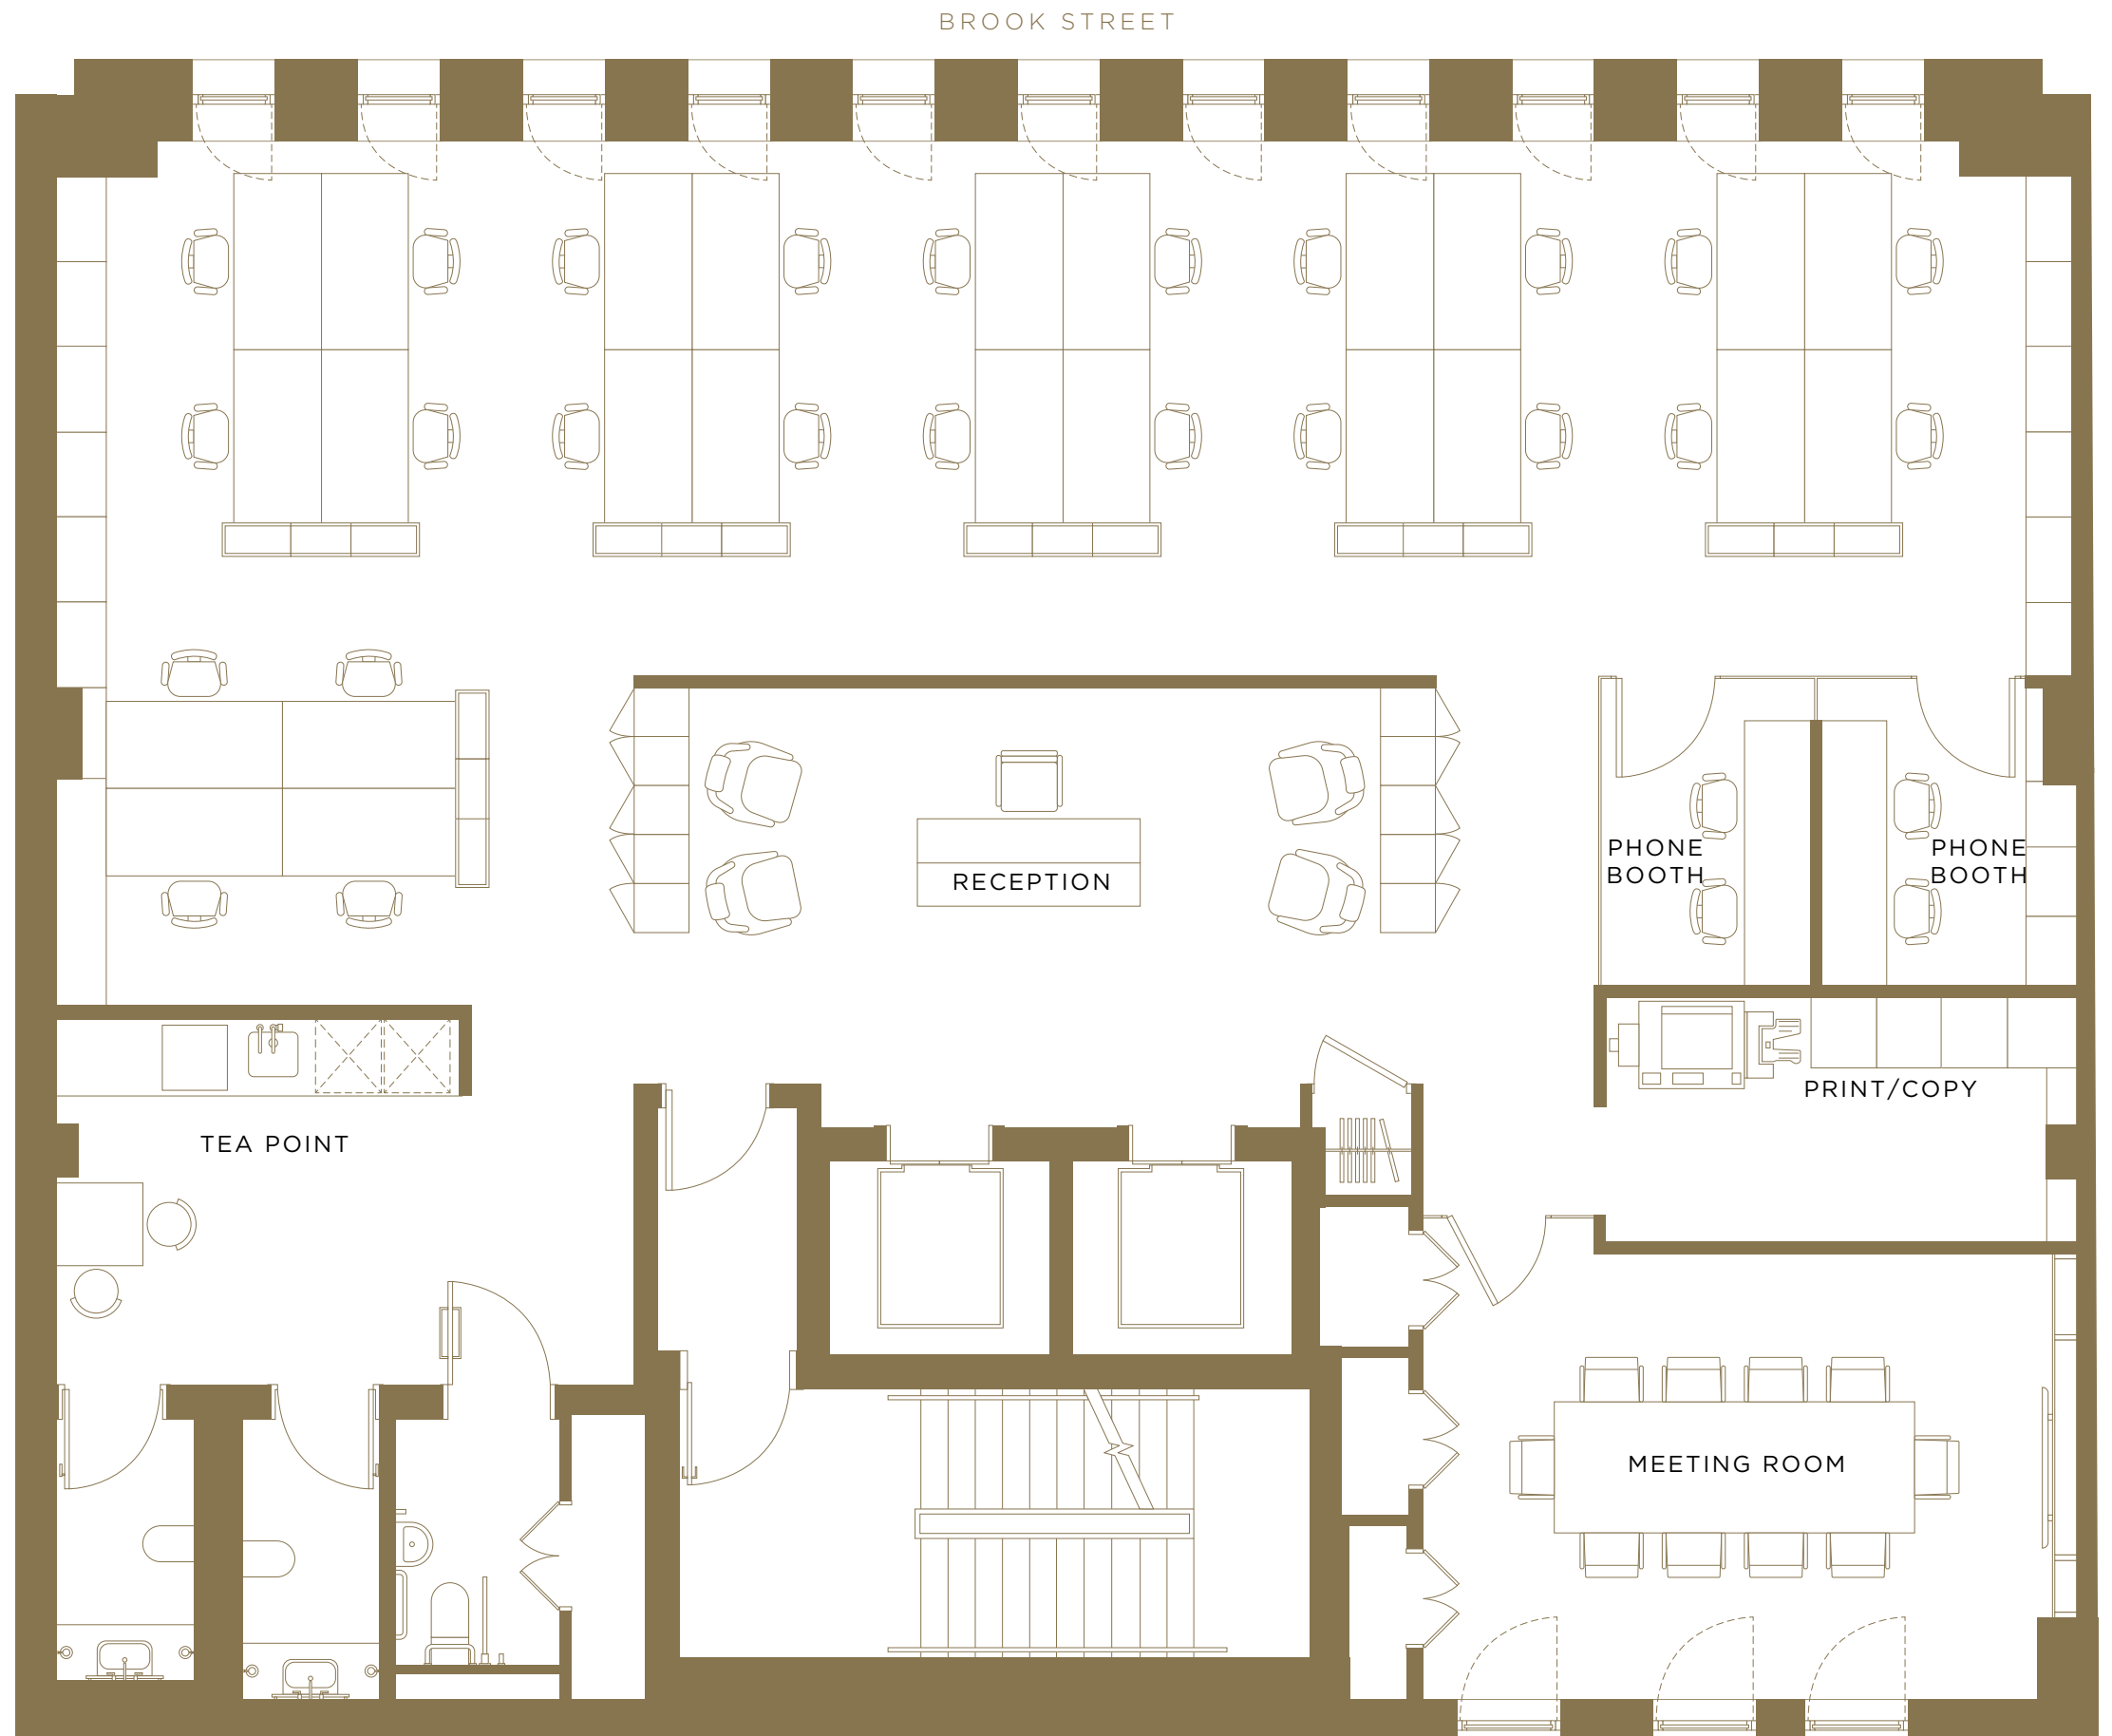 BROOK STREET
PHONE
BOOTH
PHONE
BOOTH
RECEPTION
PRINT/COPY
TEA POINT
MEETING ROOM